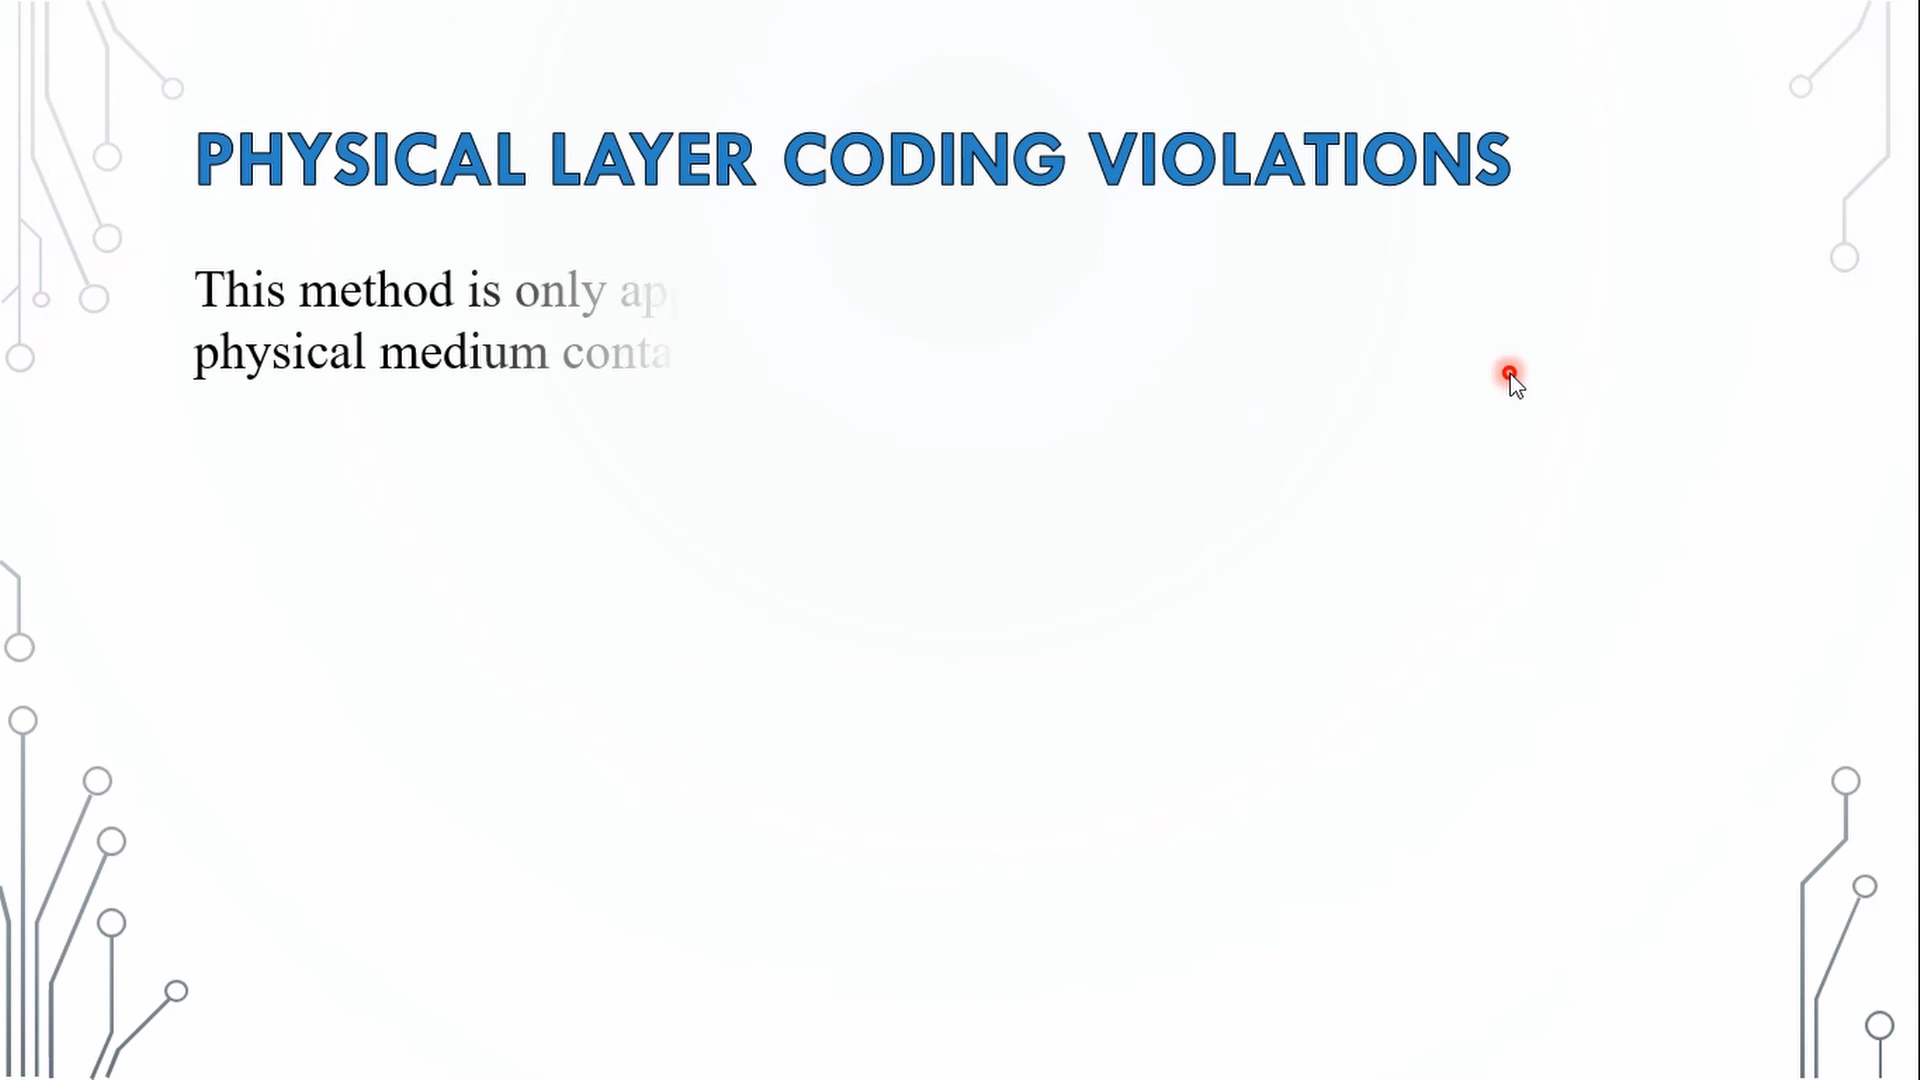 PHYSICAL LAYER CODING VIOLATIONS
This method is only
physical medium